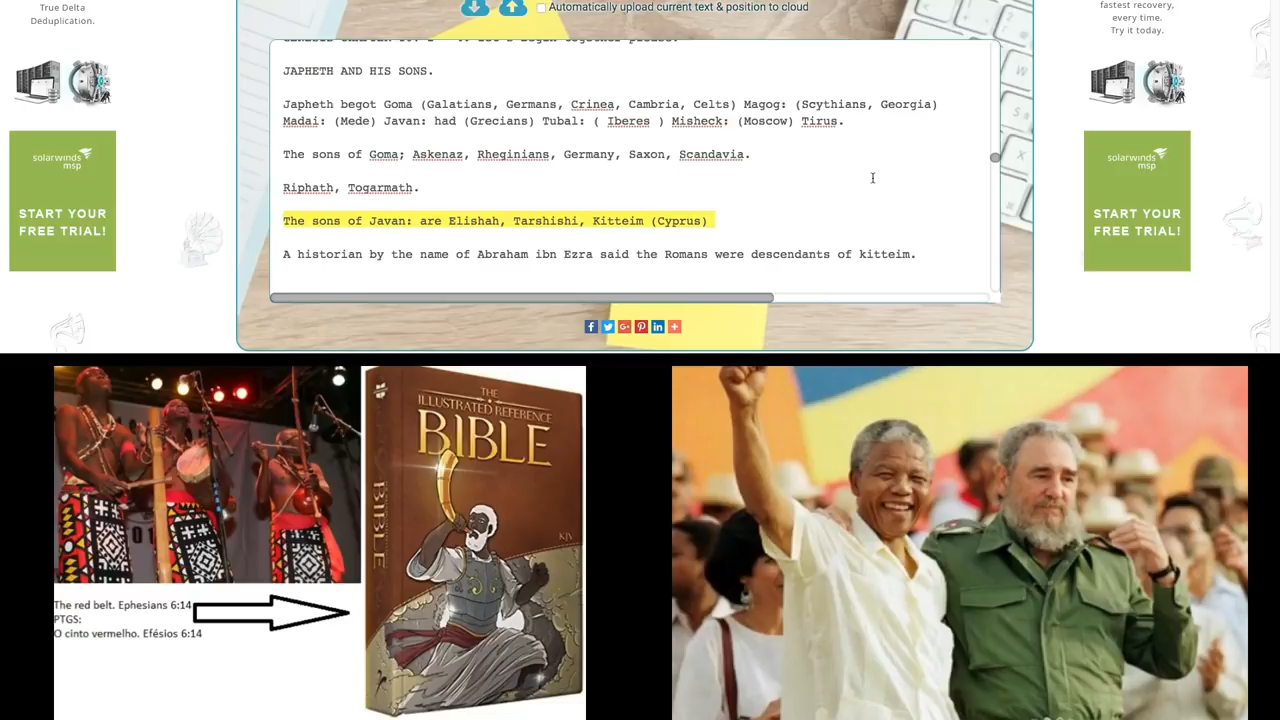 True Delta
Deduplication.
Automatically upload current text & position to cloud
fastest recovery,
every time.
Try it today.
JAPHETH AND HIS SONS.
Japheth begot Goma (Galatians, Germans, Crinea, Cambria, Celts) Magog: (Scythians, Georgia)
Madai: (Mede) Javan: had (Grecians) Tubal: ( Iberes ) Misheck: (Moscow) Tirus.
The sons of Goma; Askenaz, Rheginians, Germany, Saxon, Scandavia.
Riphath, Togarmath.
The sons of Javan: are Elishah, Tarshishi, Kitteim (Cyprus)
A historian by the name of Abraham ibn Ezra said the Romans were descendants of kitteim.
solarwinds
msp
START YOUR
FREE TRIAL!
solarwinds
msp
START YOUR
FREE TRIAL!
THE
ILLUSTRATED REFERENCE
BIBLE
BIBLE
KJV
The red belt. Ephesians 6:14
PTGS:
O cinto vermelho. Efésios 6:14